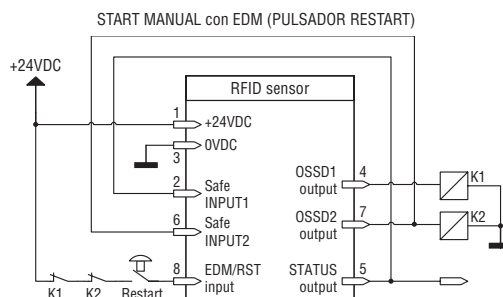 START MANUAL con EDM (PULSADOR RESTART)
+24VDC
RFID sensor
1
+24VDC
0VDC
3
2
Safe
INPUT1
6
Safe
INPUT2
8
EDM/RST
input
OSSD1
output
4
K1
OSSD2
output
7
K2
STATUS
output
5
K1
K2
Restart